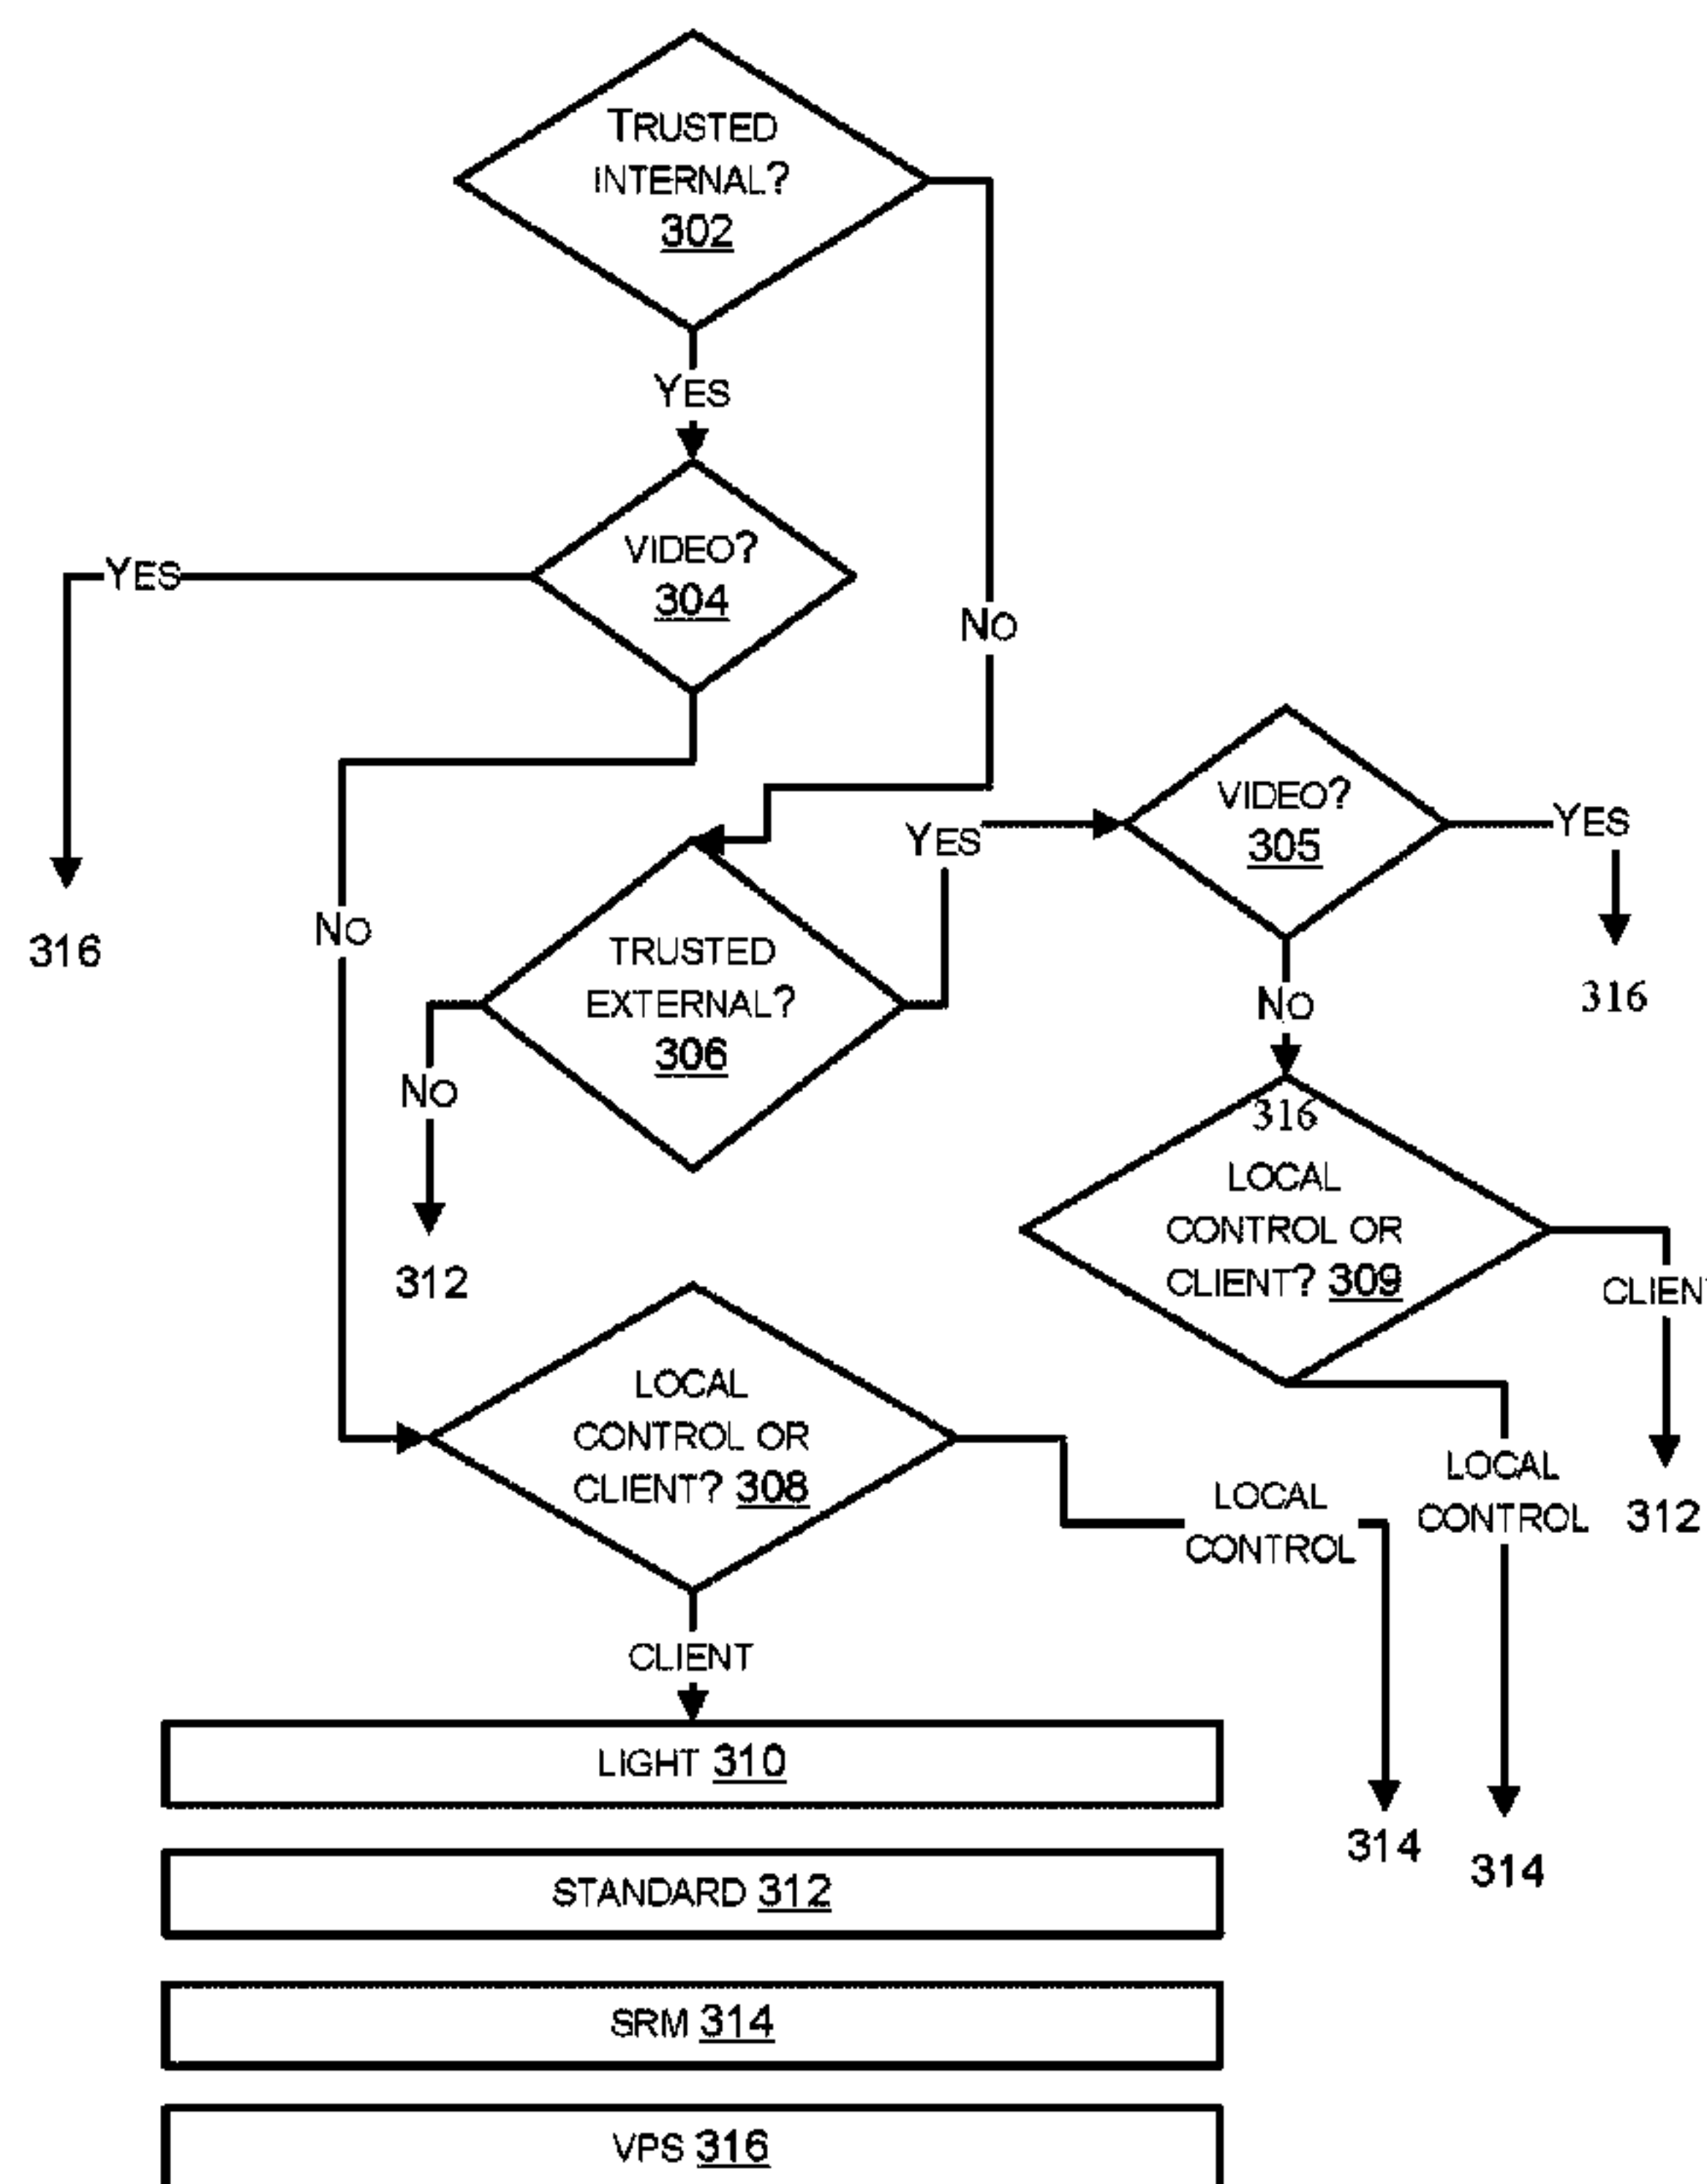 TRUSTED
INTERNAL?
302
YES
VIDEO?
304
YES
NO
316
NO
YES
VIDEO?
305
YES
316
TRUSTED
EXTERNAL?
306
NO
312
NO
316
LOCAL
CONTROL OR
CLIENT? 309
CLIEN
312
LOCAL
CONTROL
314
LOCAL
CONTROL OR
CLIENT? 308
LOCAL
CONTROL
314
CLIENT
LIGHT 310
STANDARD 312
SRM 314
VPS 316